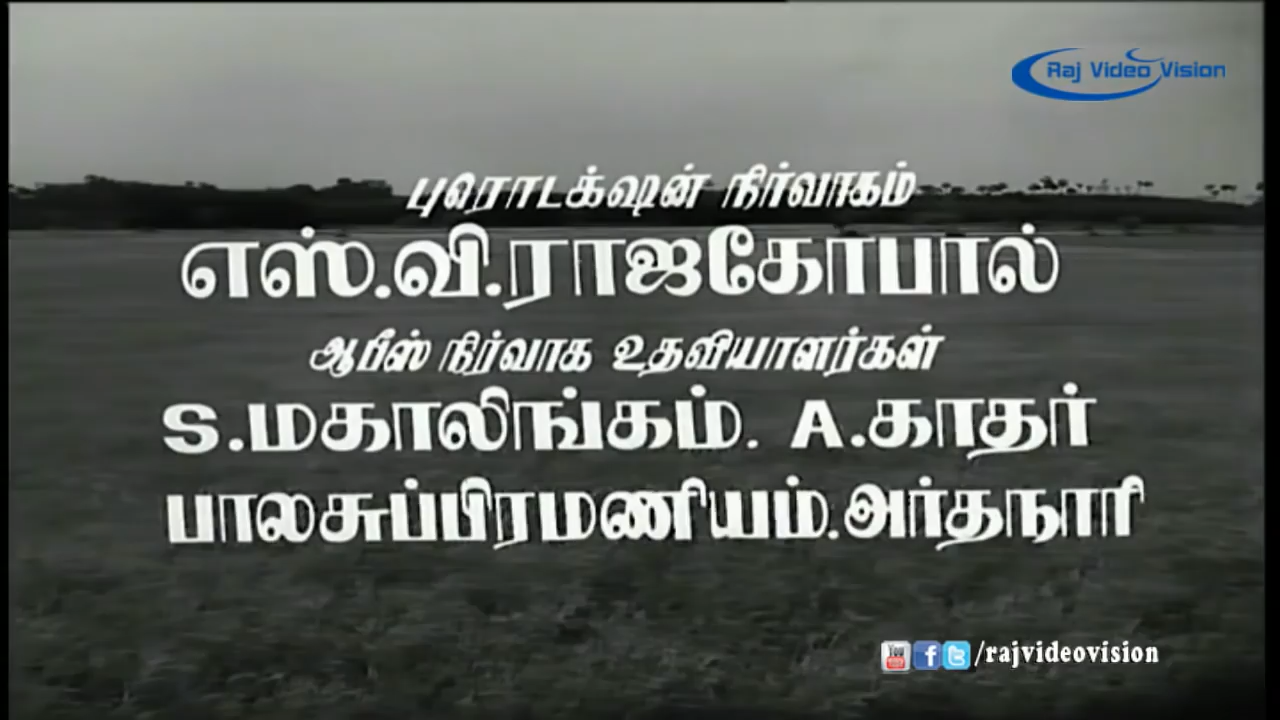 Raj Video Vision
புரொடக்‌ஷன் நிர்வாகம்
எஸ்.வி.ராஜகோபால்
ஆபீஸ் நிர்வாக உதவியாளர்கள்
S.மகாலிங்கம். A.காதர்
பாலசுப்பிரமணியம்.அர்தநாரி
You f t /rajvideovision